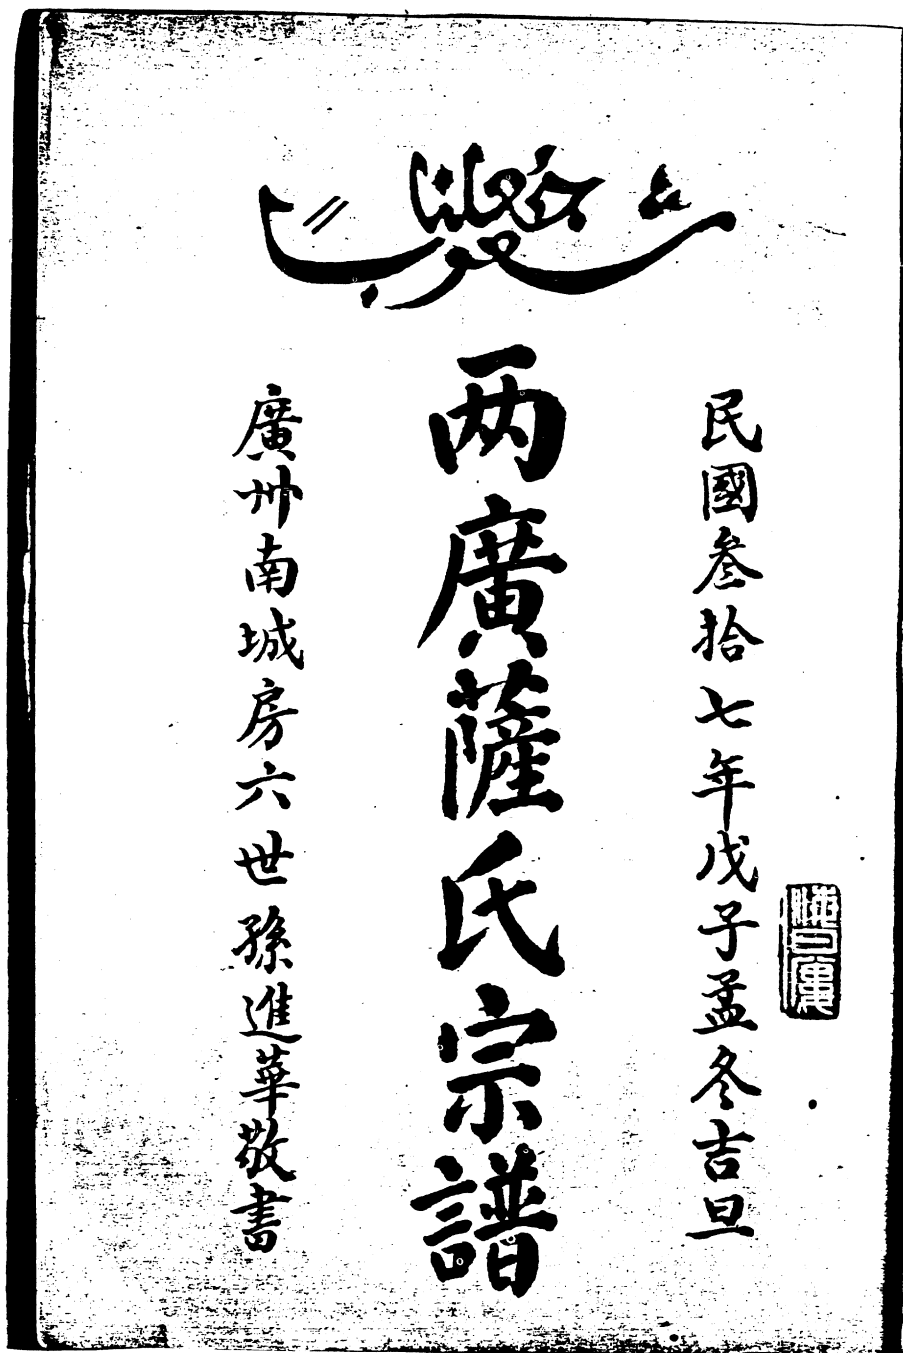 民國叁拾七年戊子孟冬吉旦
两廣薩氏宗譜
廣州南城房六世孫進華敬書